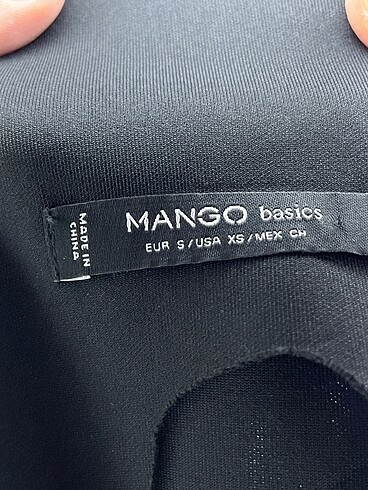 MADE IN
CHINA
MANGO basics
EUR S/USA XS/MEX CH